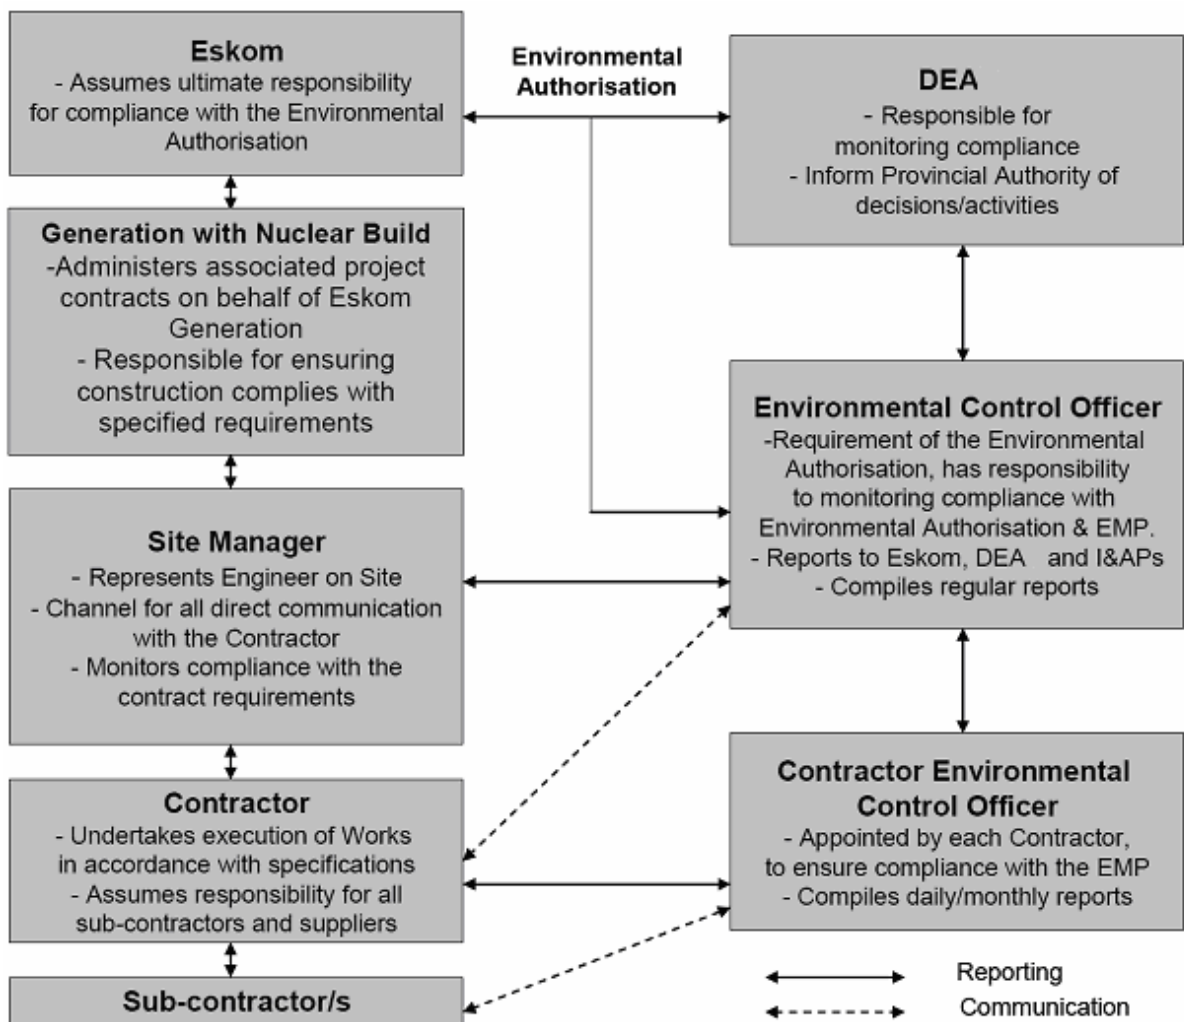 Eskom
- Assumes ultimate responsibility
for compliance with the Environmental
Authorisation
Environmental
Authorisation
DEA
- Responsible for
monitoring compliance
- Inform Provincial Authority of
decisions/activities
Generation with Nuclear Build
-Administers associated project
contracts on behalf of Eskom
Generation
- Responsible for ensuring
construction complies with
specified requirements
Environmental Control Officer
-Requirement of the Environmental
Authorisation, has responsibility
to monitoring compliance with
Environmental Authorisation & EMP.
- Reports to Eskom, DEA and I&APs
- Compiles regular reports
Site Manager
- Represents Engineer on Site
- Channel for all direct communication
with the Contractor
- Monitors compliance with the
contract requirements
Contractor
- Undertakes execution of Works
in accordance with specifications
- Assumes responsibility for all
sub-contractors and suppliers
Contractor Environmental
Control Officer
- Appointed by each Contractor,
to ensure compliance with the EMP
- Compiles daily/monthly reports
Sub-contractor/s
Reporting
Communication